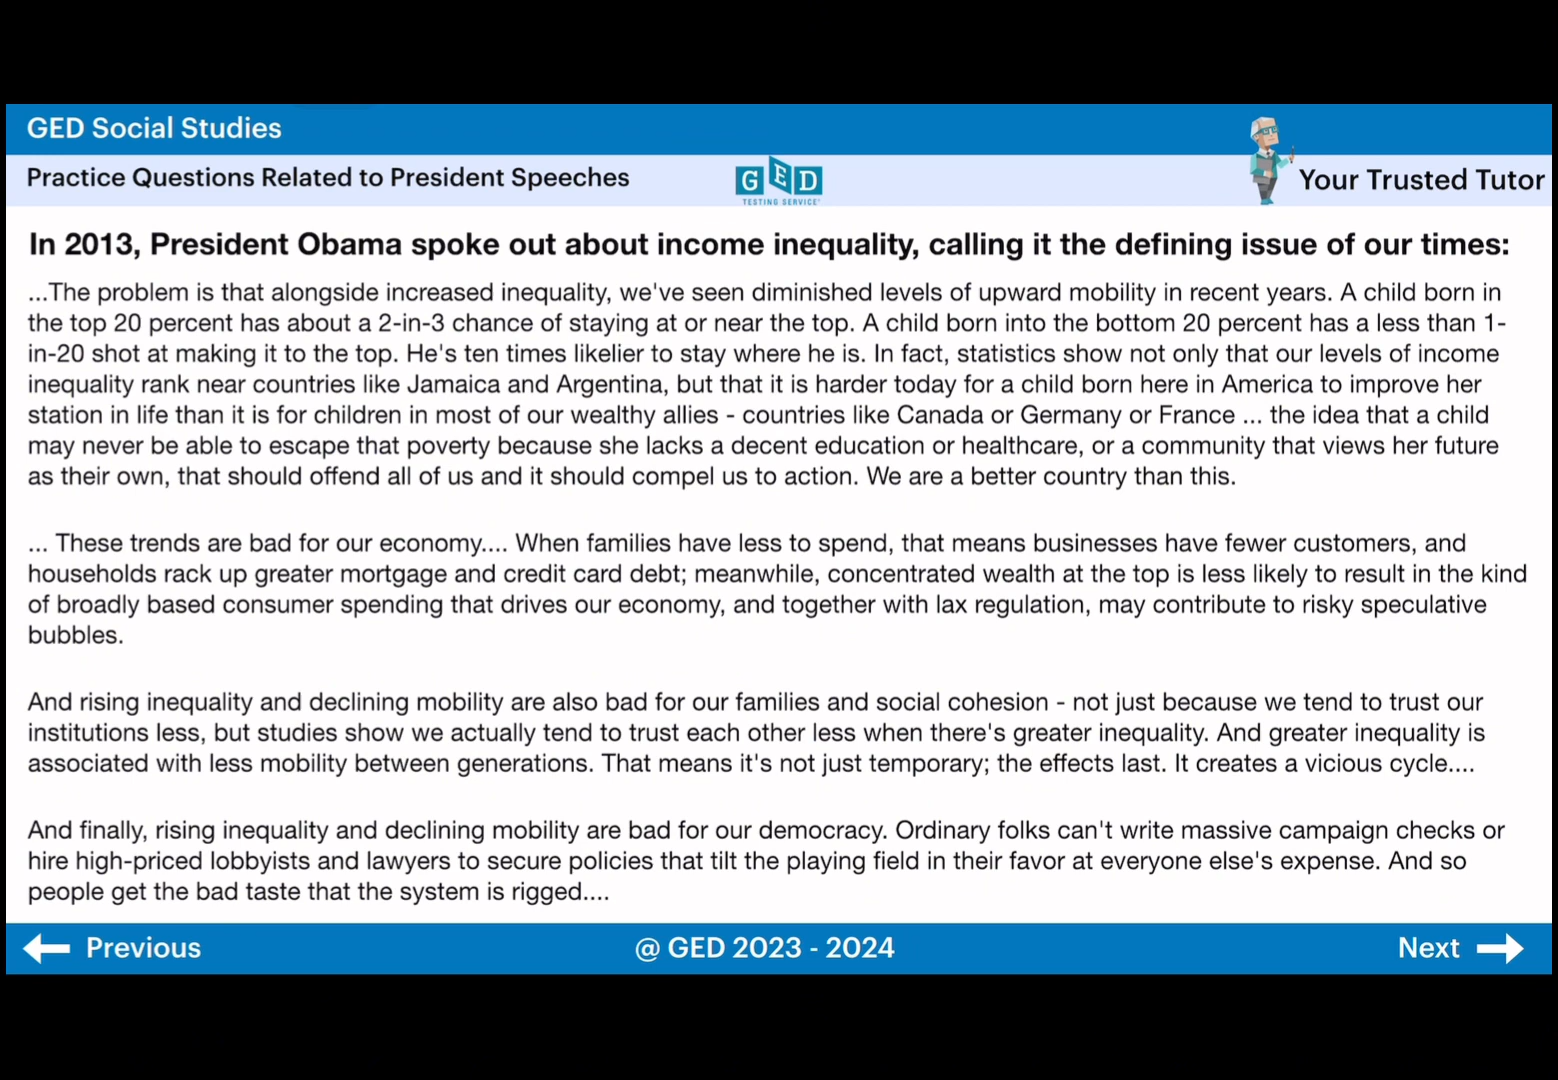 GED Social Studies
Practice Questions Related to President Speeches
GED
TESTING SERVICE
Your Trusted Tutor
In 2013, President Obama spoke out about income inequality, calling it the defining issue of our times:
...The problem is that alongside increased inequality, we've seen diminished levels of upward mobility in recent years. A child born in
the top 20 percent has about a 2-in-3 chance of staying at or near the top. A child born into the bottom 20 percent has a less than 1-
in-20 shot at making it to the top. He's ten times likelier to stay where he is. In fact, statistics show not only that our levels of income
inequality rank near countries like Jamaica and Argentina, but that it is harder today for a child born here in America to improve her
station in life than it is for children in most of our wealthy allies - countries like Canada or Germany or France ... the idea that a child
may never be able to escape that poverty because she lacks a decent education or healthcare, or a community that views her future
as their own, that should offend all of us and it should compel us to action. We are a better country than this.
... These trends are bad for our economy.... When families have less to spend, that means businesses have fewer customers, and
households rack up greater mortgage and credit card debt; meanwhile, concentrated wealth at the top is less likely to result in the kind
of broadly based consumer spending that drives our economy, and together with lax regulation, may contribute to risky speculative
bubbles.
And rising inequality and declining mobility are also bad for our families and social cohesion - not just because we tend to trust our
institutions less, but studies show we actually tend to trust each other less when there's greater inequality. And greater inequality is
associated with less mobility between generations. That means it's not just temporary; the effects last. It creates a vicious cycle....
And finally, rising inequality and declining mobility are bad for our democracy. Ordinary folks can't write massive campaign checks or
hire high-priced lobbyists and lawyers to secure policies that tilt the playing field in their favor at everyone else's expense. And so
people get the bad taste that the system is rigged....
Previous
@ GED 2023 - 2024
Next